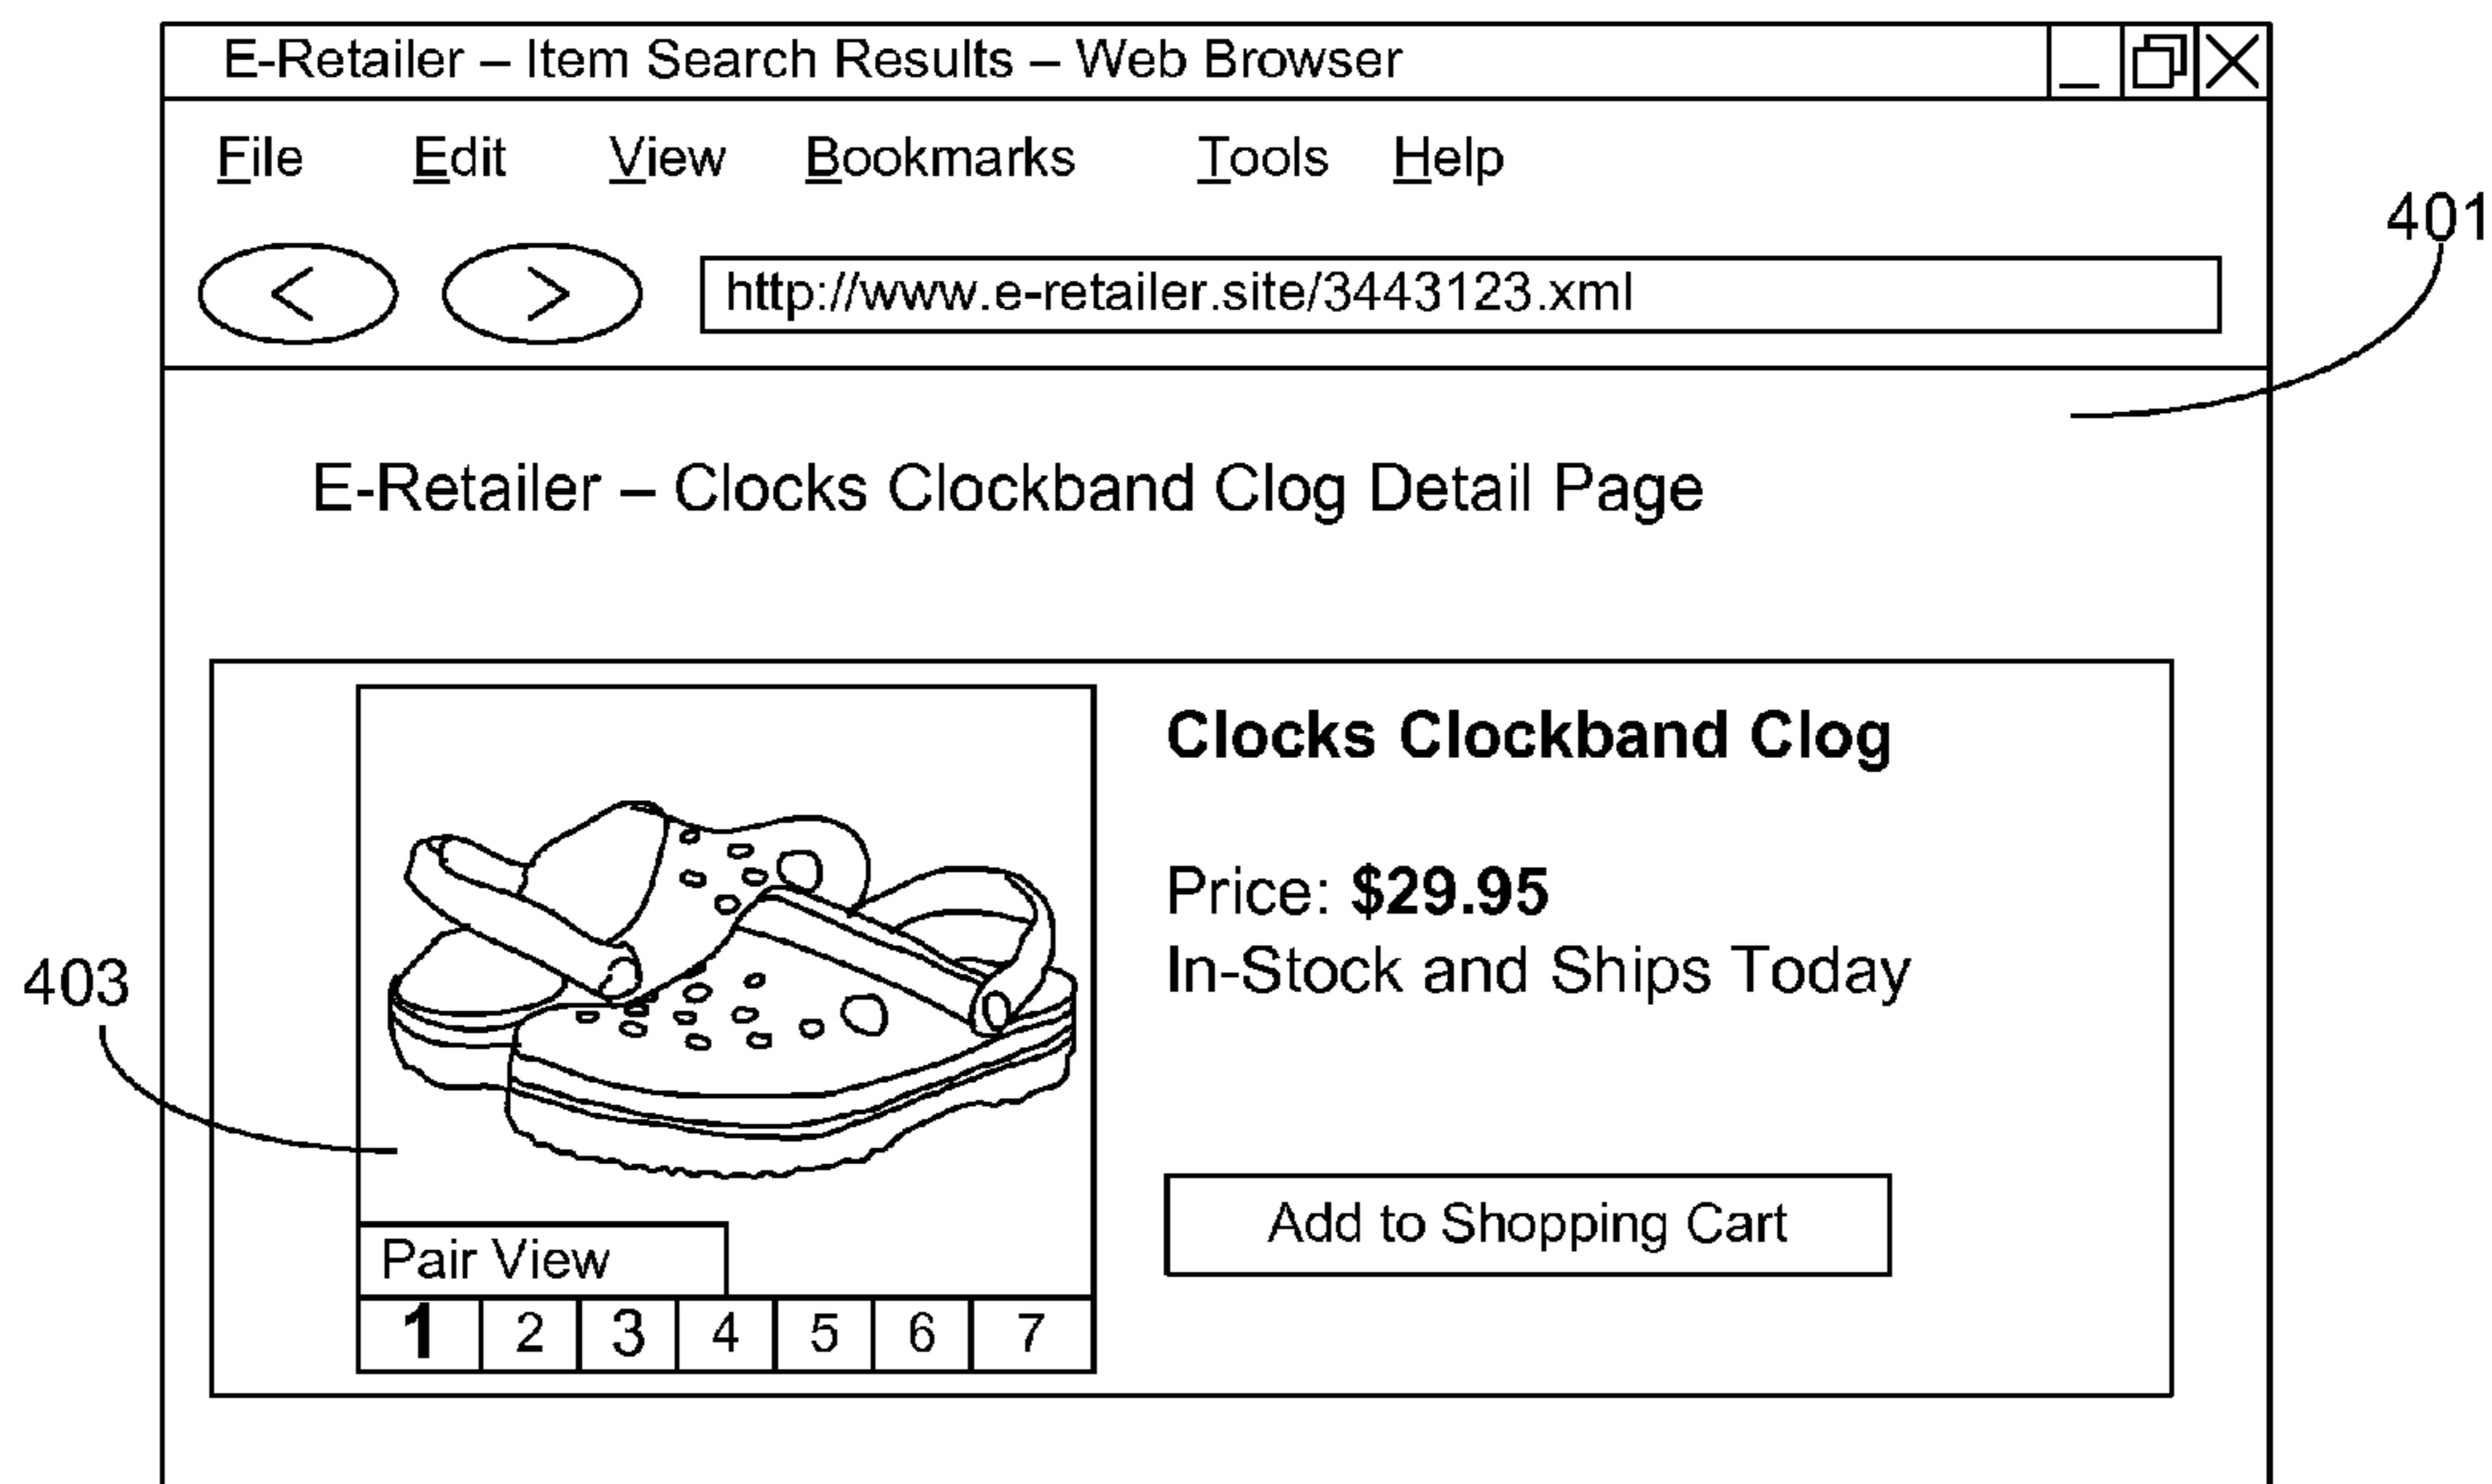 E-Retailer – Item Search Results – Web Browser
File Edit View Bookmarks Tools Help
401
< > http://www.e-retailer.site/3443123.xml
E-Retailer – Clocks Clockband Clog Detail Page
Clocks Clockband Clog
Price: $29.95
In-Stock and Ships Today
403
Add to Shopping Cart
Pair View
1 2 3 4 5 6 7